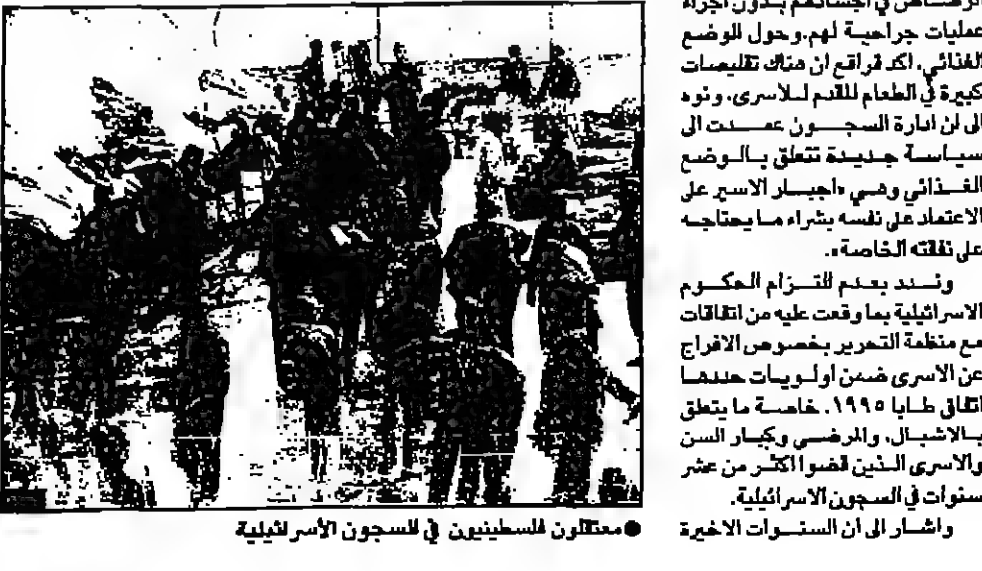 الرصاص في اجسادهم بدون اجراء
عمليات جراحية لهم.وحول الوضع
الغذائي، اكد قراقع ان هناك تقليصات
كبيرة في الطعام المقدم للاسرى، ونوه
الى ان ادارة السجون عمدت الى
سياسة جديدة تتعلق بالوضع
الغذائي وهي «اجبار الاسير على
الاعتماد على نفسه بشراء ما يحتاجه
على نفقته الخاصة».
وندد بعدم التزام الحكوم
الاسرائيلية بما وقعت عليه من اتفاقات
مع منظمة التحرير بخصوص الافراج
عن الاسرى ضمن اولويات حددها
اتفاق طابا ١٩٩٥، خاصة ما يتعلق
بالاشبال، والمرضى وكبار السن
والاسرى الذين قضوا اكثر من عشر
سنوات في السجون الاسرائيلية.
واشار الى ان السنوات الاخيرة
●معتقلون فلسطينيون في السجون الأسرائيلية